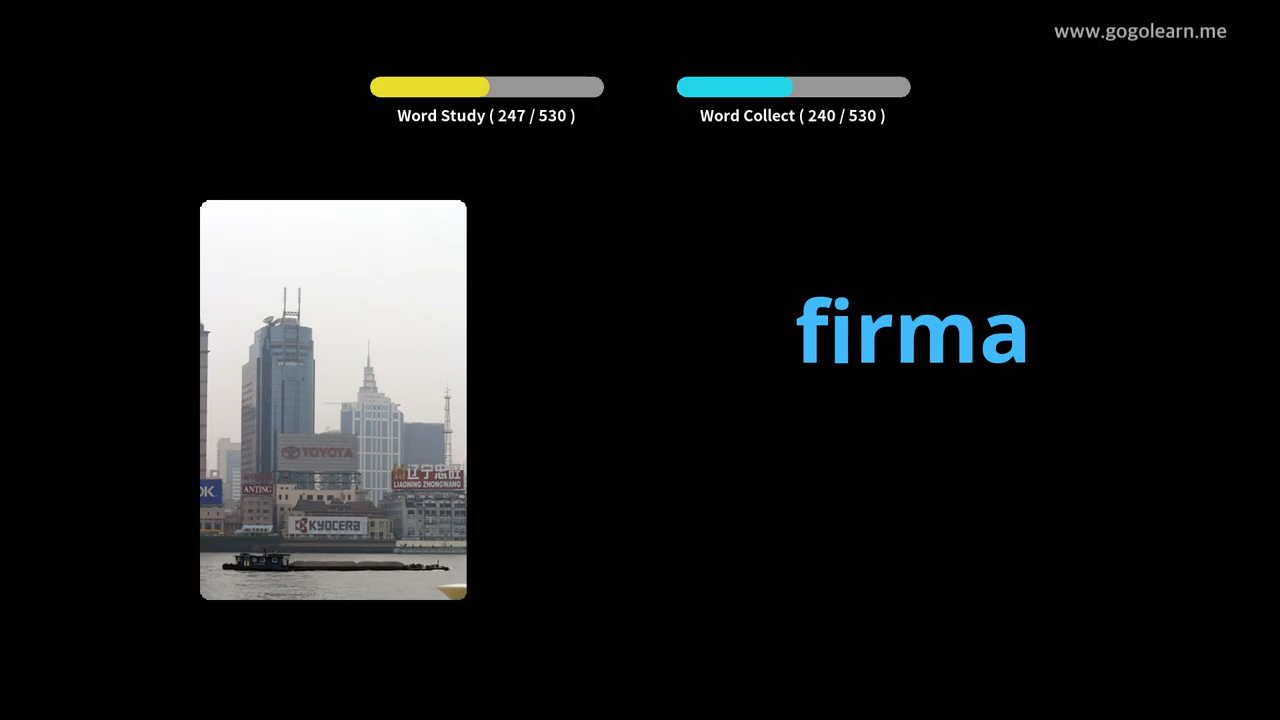 www.gogolearn.me
Word Study ( 247 / 530 )
Word Collect ( 240 / 530 )
firma
TOYOTA
辽宁忠旺
LIAONING ZHONGWANG
OK
ANTING
KYOCERA